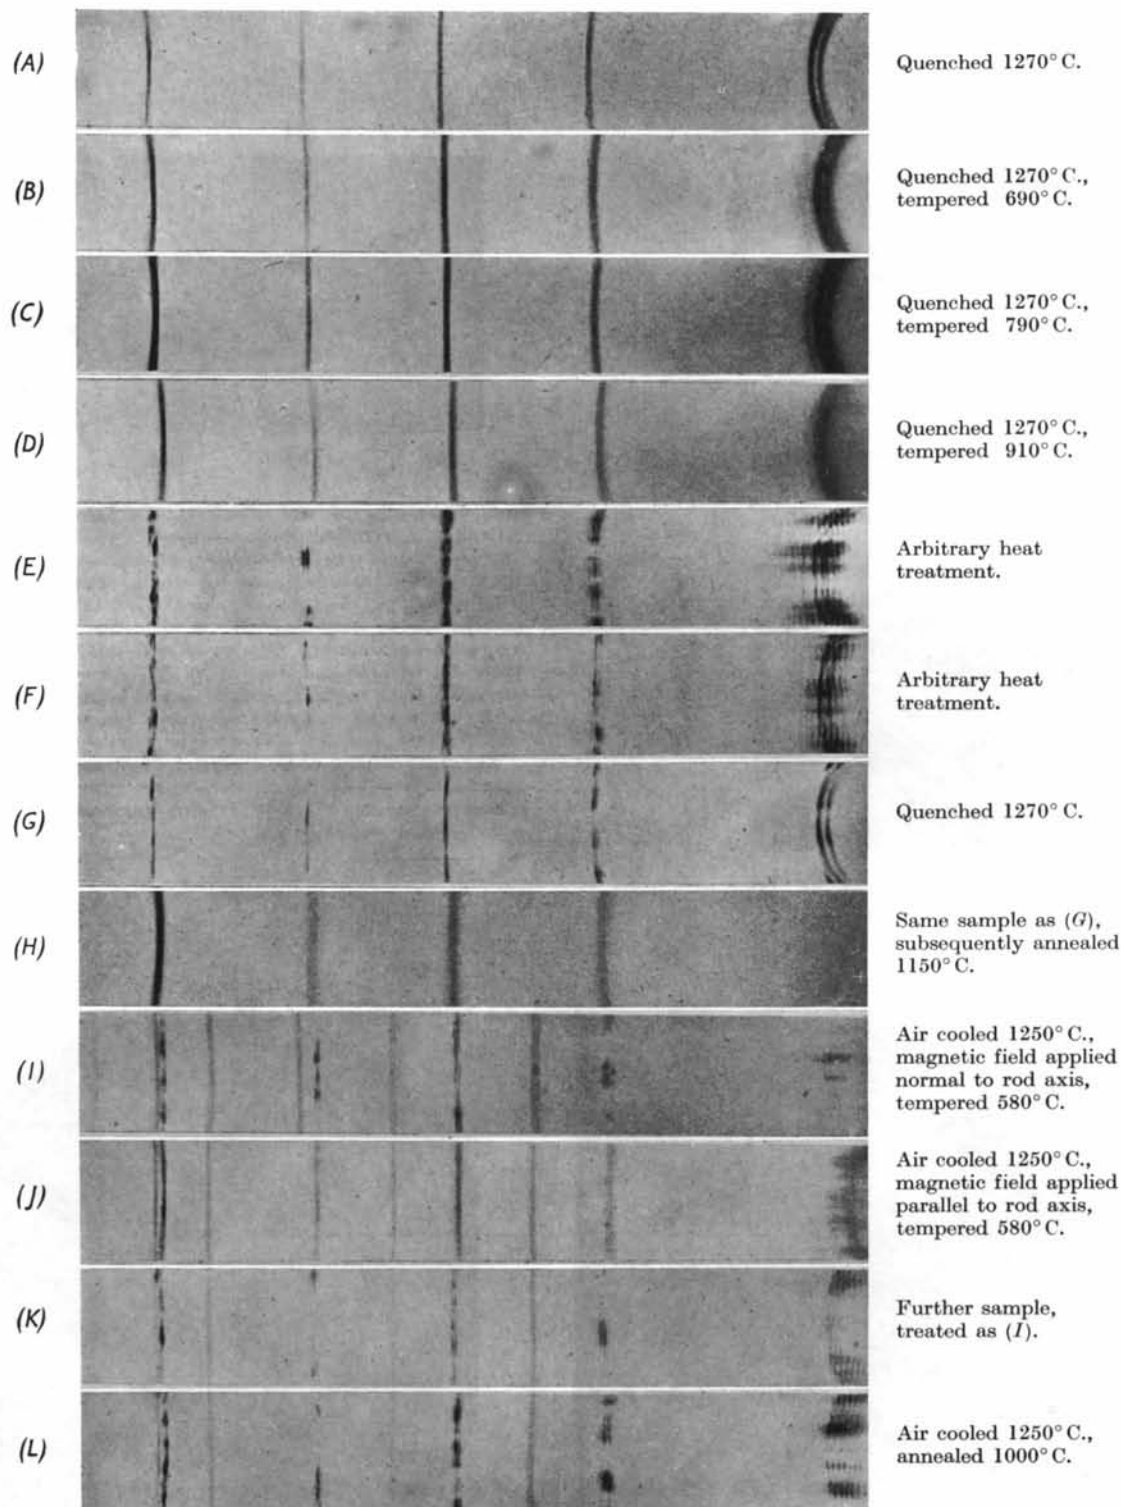 (A)
Quenched 1270° C.
(B)
Quenched 1270° C.,
tempered 690° C.
(C)
Quenched 1270° C.,
tempered 790° C.
(D)
Quenched 1270° C.,
tempered 910° C.
(E)
Arbitrary heat
treatment.
(F)
Arbitrary heat
treatment.
(G)
Quenched 1270° C.
(H)
Same sample as (G),
subsequently annealed
1150° C.
(I)
Air cooled 1250° C.,
magnetic field applied
normal to rod axis,
tempered 580° C.
(J)
Air cooled 1250° C.,
magnetic field applied
parallel to rod axis,
tempered 580° C.
(K)
Further sample,
treated as (I).
(L)
Air cooled 1250° C.,
annealed 1000° C.